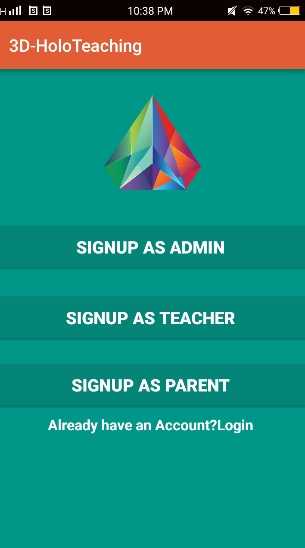 H 10:38 PM 47%
3D-HoloTeaching
SIGNUP AS ADMIN
SIGNUP AS TEACHER
SIGNUP AS PARENT
Already have an Account?Login